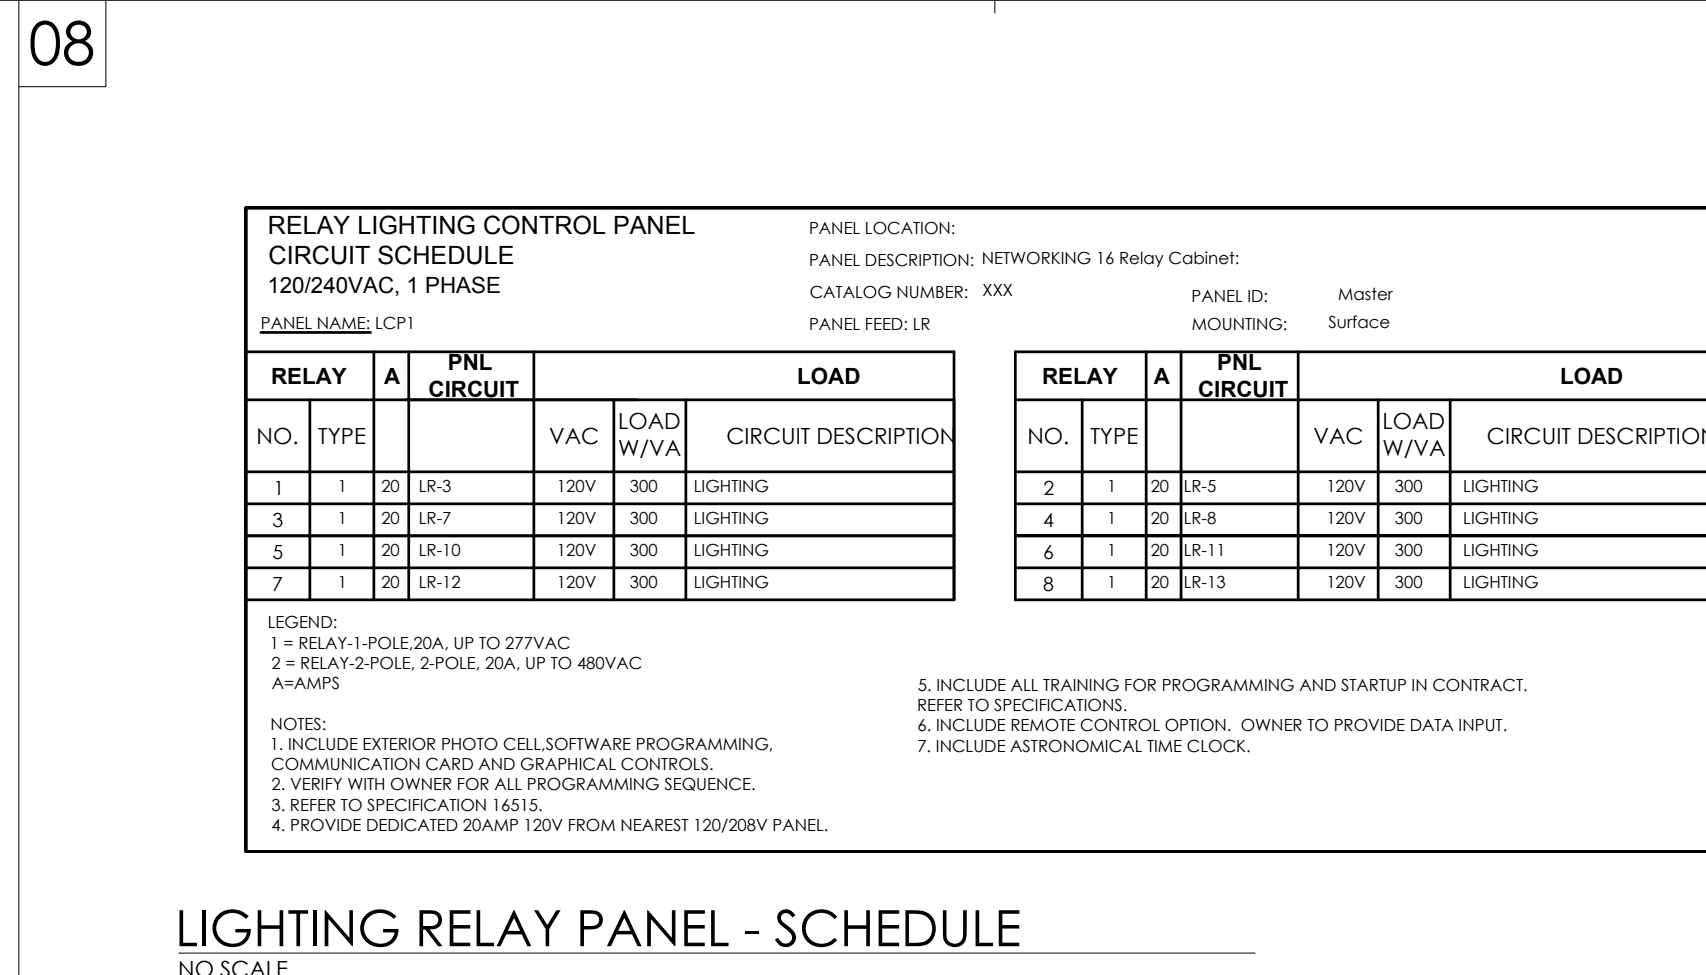 08
RELAY LIGHTING CONTROL PANEL
CIRCUIT SCHEDULE
120/240VAC, 1 PHASE
PANEL NAME: LCP1
PANEL LOCATION:
PANEL DESCRIPTION: NETWORKING 16 Relay Cabinet:
CATALOG NUMBER: XXX
PANEL FEED: LR
PANEL ID: Master
MOUNTING: Surface
RELAY A PNL CIRCUIT LOAD
NO. TYPE VAC LOAD W/VA CIRCUIT DESCRIPTION
1 1 20 LR-3 120V 300 LIGHTING
3 1 20 LR-7 120V 300 LIGHTING
5 1 20 LR-10 120V 300 LIGHTING
7 1 20 LR-12 120V 300 LIGHTING
RELAY A PNL CIRCUIT LOAD
NO. TYPE VAC LOAD W/VA CIRCUIT DESCRIPTION
2 1 20 LR-5 120V 300 LIGHTING
4 1 20 LR-8 120V 300 LIGHTING
6 1 20 LR-11 120V 300 LIGHTING
8 1 20 LR-13 120V 300 LIGHTING
LEGEND:
1 = RELAY-1-POLE,20A, UP TO 277VAC
2 = RELAY-2-POLE, 2-POLE, 20A, UP TO 480VAC
A=AMPS
NOTES:
1. INCLUDE EXTERIOR PHOTO CELL,SOFTWARE PROGRAMMING,
COMMUNICATION CARD AND GRAPHICAL CONTROLS.
2. VERIFY WITH OWNER FOR ALL PROGRAMMING SEQUENCE.
3. REFER TO SPECIFICATION 16515.
4. PROVIDE DEDICATED 20AMP 120V FROM NEAREST 120/208V PANEL.
5. INCLUDE ALL TRAINING FOR PROGRAMMING AND STARTUP IN CONTRACT.
REFER TO SPECIFICATIONS.
6. INCLUDE REMOTE CONTROL OPTION. OWNER TO PROVIDE DATA INPUT.
7. INCLUDE ASTRONOMICAL TIME CLOCK.
LIGHTING RELAY PANEL - SCHEDULE
NO SCALE